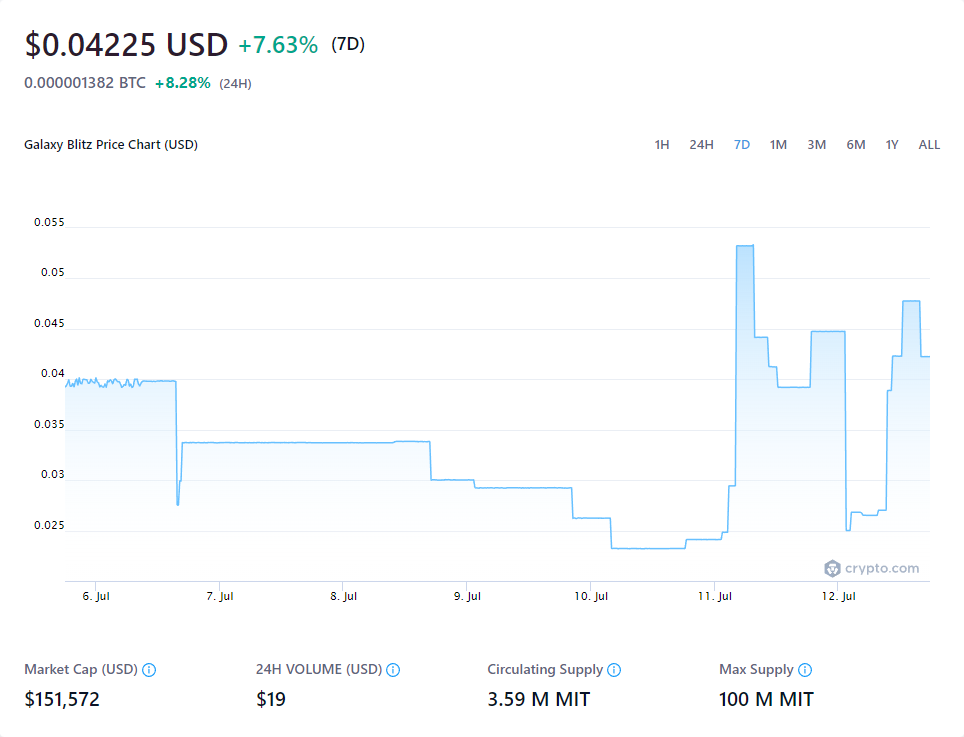 $0.04225 USD +7.63% (7D)
0.000001382 BTC +8.28% (24H)
Galaxy Blitz Price Chart (USD) 1H 24H 7D 1M 3M 6M 1Y ALL
0.055
0.05
0.045
0.04
0.035
0.03
0.025
crypto.com
6. Jul 7. Jul 8. Jul 9. Jul 10. Jul 11. Jul 12. Jul
Market Cap (USD) 24H VOLUME (USD) Circulating Supply Max Supply
$151,572 $19 3.59 M MIT 100 M MIT